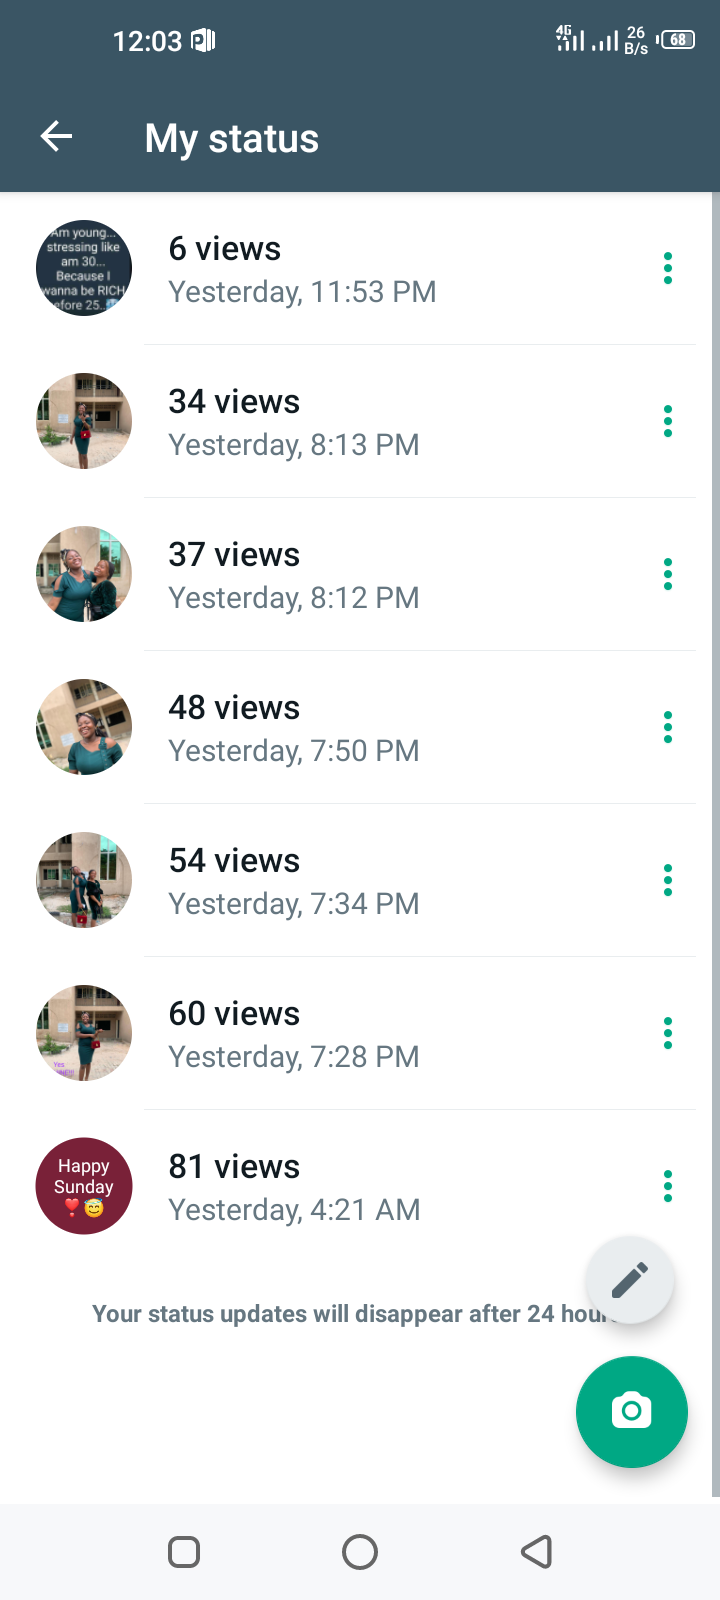 12:03
4G
26
B/s
68
My status
Am young...
stressing like
am 30...
Because I
wanna be RICH
efore 25..
6 views
Yesterday, 11:53 PM
34 views
Yesterday, 8:13 PM
37 views
Yesterday, 8:12 PM
48 views
Yesterday, 7:50 PM
54 views
Yesterday, 7:34 PM
Yes
60 views
Yesterday, 7:28 PM
Happy
Sunday
❣️😇
81 views
Yesterday, 4:21 AM
Your status updates will disappear after 24 hour